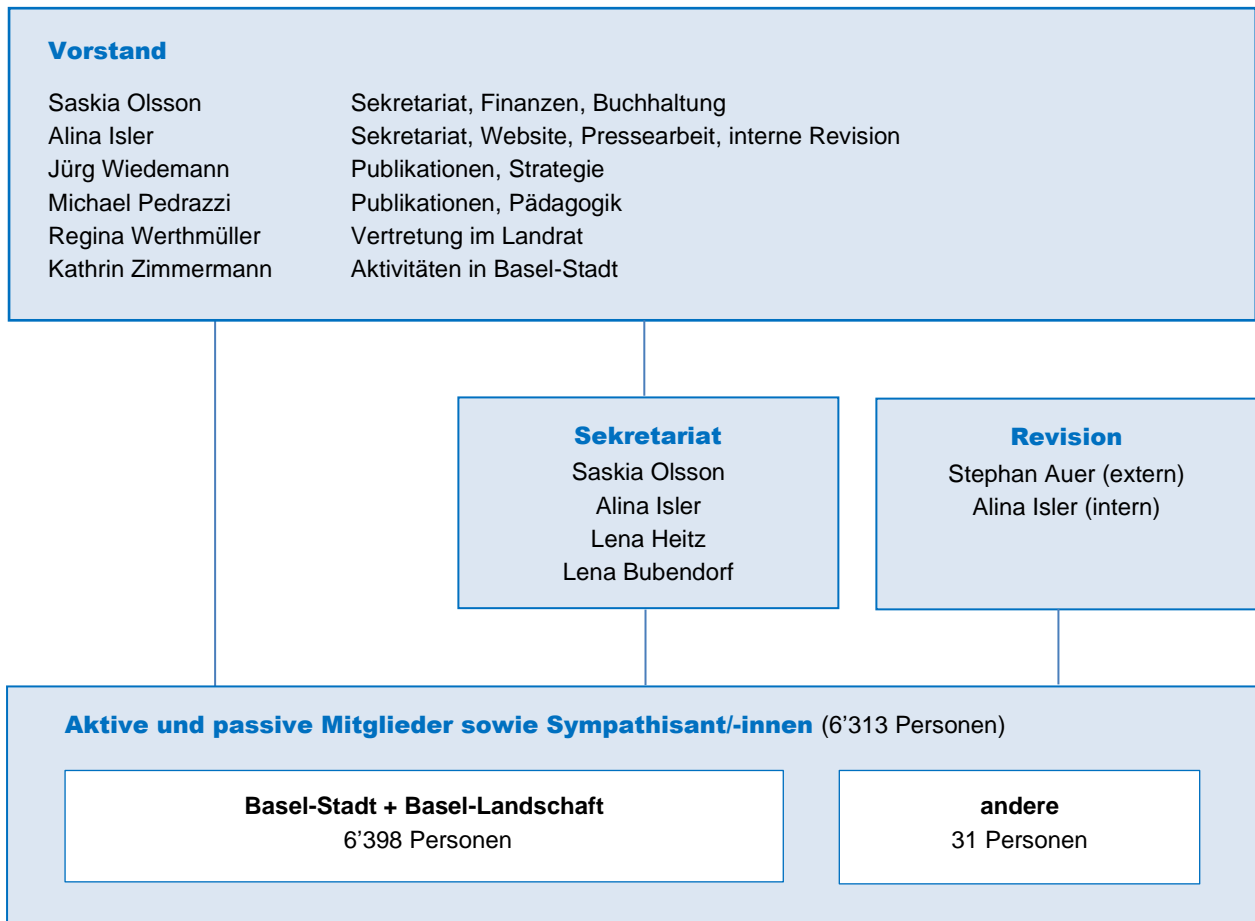 Vorstand
Saskia Olsson Sekretariat, Finanzen, Buchhaltung
Alina Isler Sekretariat, Website, Pressearbeit, interne Revision
Jürg Wiedemann Publikationen, Strategie
Michael Pedrazzi Publikationen, Pädagogik
Regina Werthmüller Vertretung im Landrat
Kathrin Zimmermann Aktivitäten in Basel-Stadt
Sekretariat
Saskia Olsson
Alina Isler
Lena Heitz
Lena Bubendorf
Revision
Stephan Auer (extern)
Alina Isler (intern)
Aktive und passive Mitglieder sowie Sympathisant/-innen (6’313 Personen)
Basel-Stadt + Basel-Landschaft
6’398 Personen
andere
31 Personen